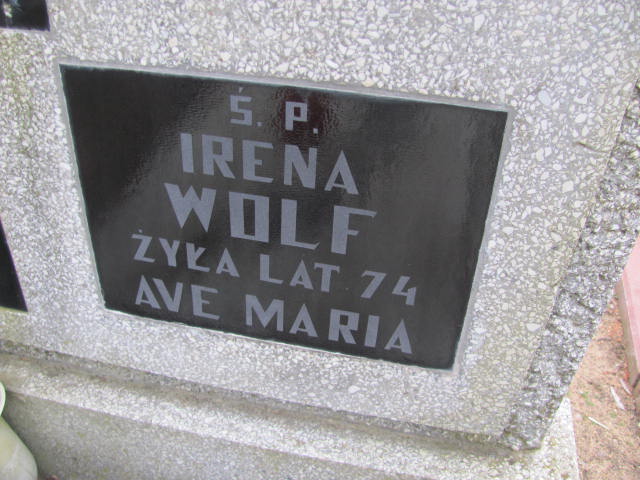 Ś. P.
IRENA
WOLF
ŻYŁA LAT 74
AVE MARIA